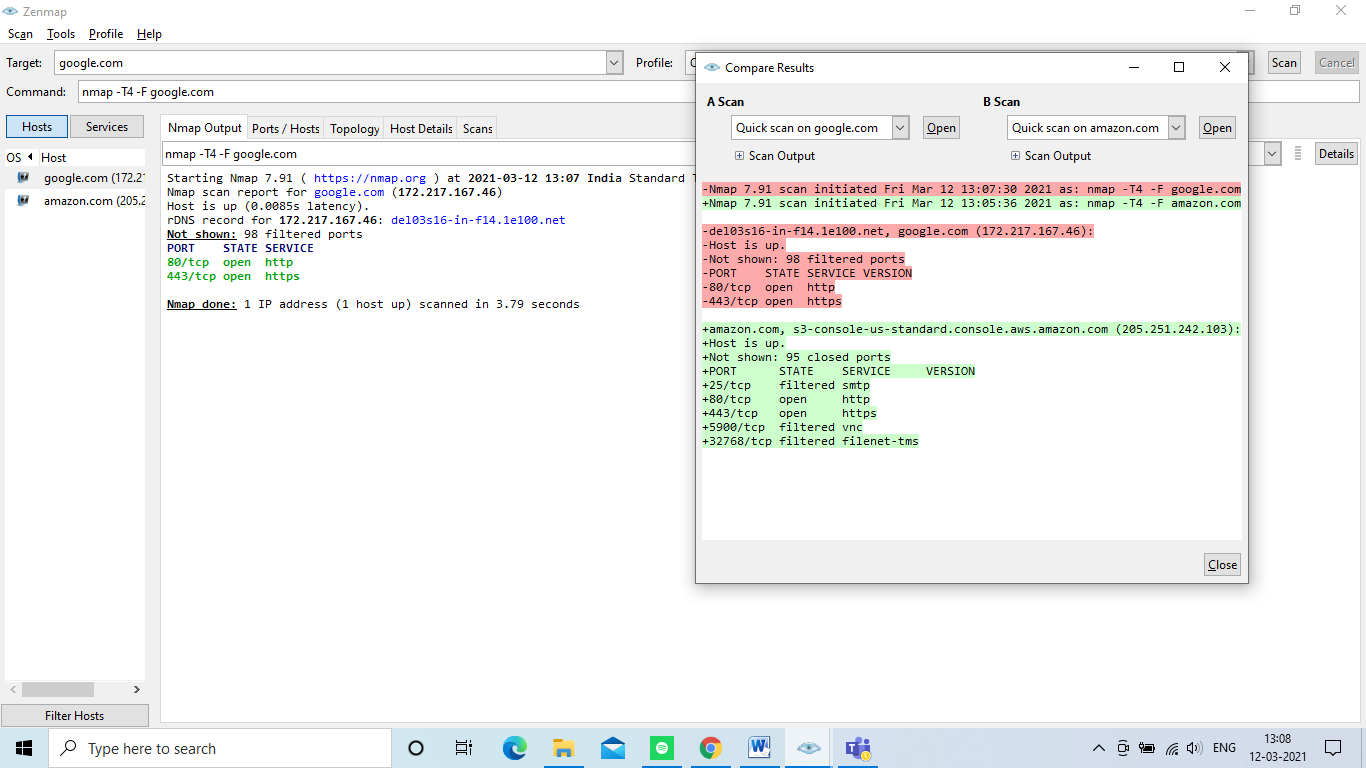 Zenmap
Scan Tools Profile Help
Target: google.com Profile:
Command: nmap -T4 -F google.com
Scan Cancel
Hosts Services
OS Host
google.com (172.21
amazon.com (205.2
Filter Hosts
Nmap Output Ports / Hosts Topology Host Details Scans
nmap -T4 -F google.com
Details
Starting Nmap 7.91 ( https://nmap.org ) at 2021-03-12 13:07 India Standard T
Nmap scan report for google.com (172.217.167.46)
Host is up (0.0085s latency).
rDNS record for 172.217.167.46: del03s16-in-f14.1e100.net
Not shown: 98 filtered ports
PORT STATE SERVICE
80/tcp open http
443/tcp open https
Nmap done: 1 IP address (1 host up) scanned in 3.79 seconds
Compare Results
A Scan B Scan
Quick scan on google.com Open Quick scan on amazon.com Open
Scan Output Scan Output
-Nmap 7.91 scan initiated Fri Mar 12 13:07:30 2021 as: nmap -T4 -F google.com
+Nmap 7.91 scan initiated Fri Mar 12 13:05:36 2021 as: nmap -T4 -F amazon.com
-del03s16-in-f14.1e100.net, google.com (172.217.167.46):
-Host is up.
-Not shown: 98 filtered ports
-PORT STATE SERVICE VERSION
-80/tcp open http
-443/tcp open https
+amazon.com, s3-console-us-standard.console.aws.amazon.com (205.251.242.103):
+Host is up.
+Not shown: 95 closed ports
+PORT STATE SERVICE VERSION
+25/tcp filtered smtp
+80/tcp open http
+443/tcp open https
+5900/tcp filtered vnc
+32768/tcp filtered filenet-tms
Close
Type here to search
ENG
13:08
12-03-2021